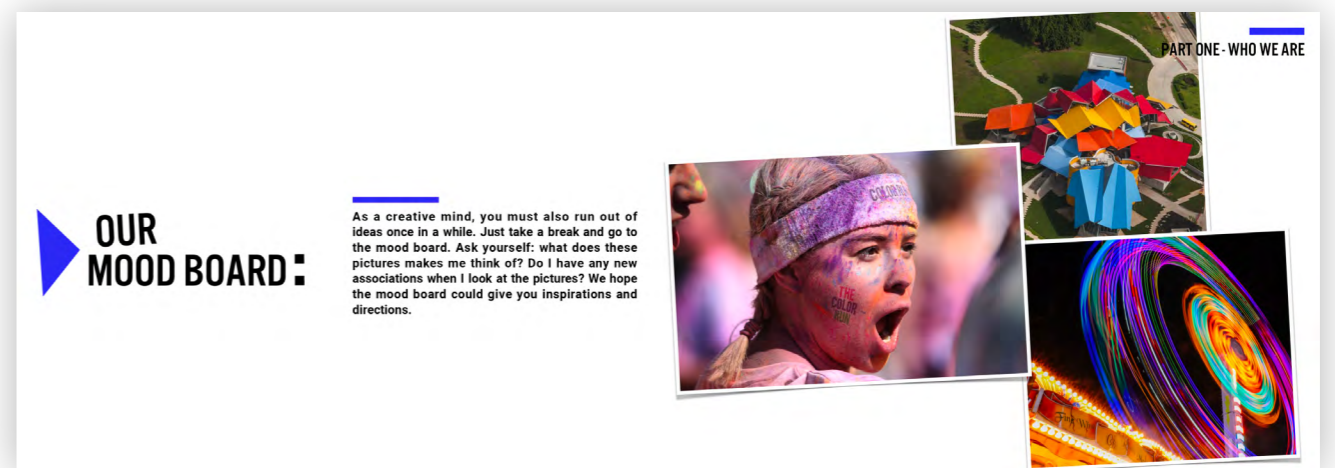 PART ONE - WHO WE ARE
OUR
MOOD BOARD:
As a creative mind, you must also run out of
ideas once in a while. Just take a break and go to
the mood board. Ask yourself: what does these
pictures makes me think of? Do I have any new
associations when I look at the pictures? We hope
the mood board could give you inspirations and
directions.
COLOR RUN
THE
COLOR
RUN